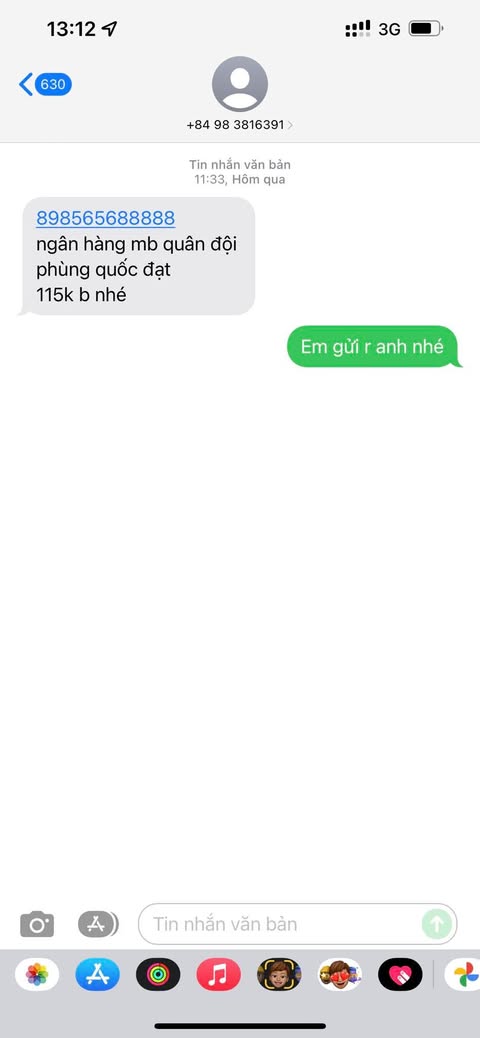 13:12
3G
630
+84 98 3816391
Tin nhắn văn bản
11:33, Hôm qua
898565688888
ngân hàng mb quân đội
phùng quốc đạt
115k b nhé
Em gửi r anh nhé
Tin nhắn văn bản